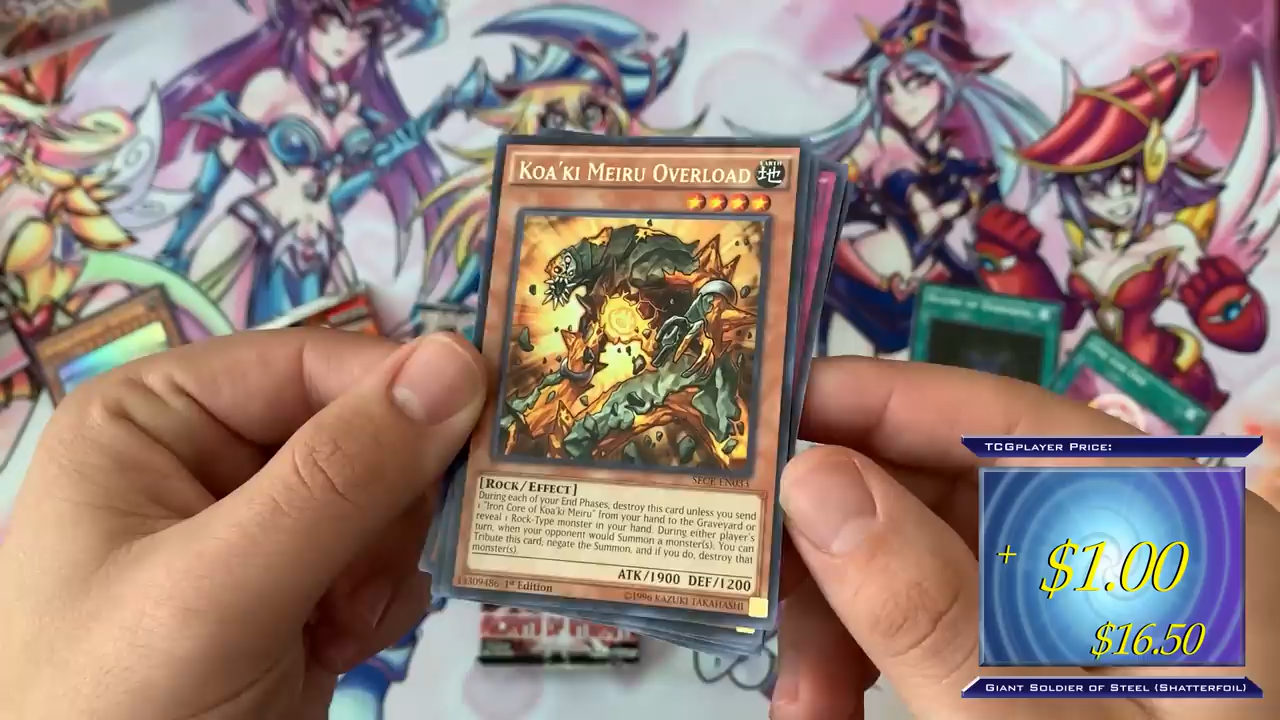 KOA'KI MEIRU OVERLOAD
EARTH
地
[ROCK/EFFECT]
SECE-EN033
During each of your End Phases, destroy this card unless you send
1 "Iron Core of Koa'ki Meiru" from your hand to the Graveyard or
reveal 1 Rock-Type monster in your hand. During either player's
turn, when your opponent would Summon a monster(s): You can
Tribute this card; negate the Summon, and if you do, destroy that
monster(s).
ATK/1900 DEF/1200
1st Edition
©1996 KAZUKI TAKAHASHI
TCGPLAYER PRICE:
+ $1.00
$16.50
GIANT SOLDIER OF STEEL (SHATTERFOIL)